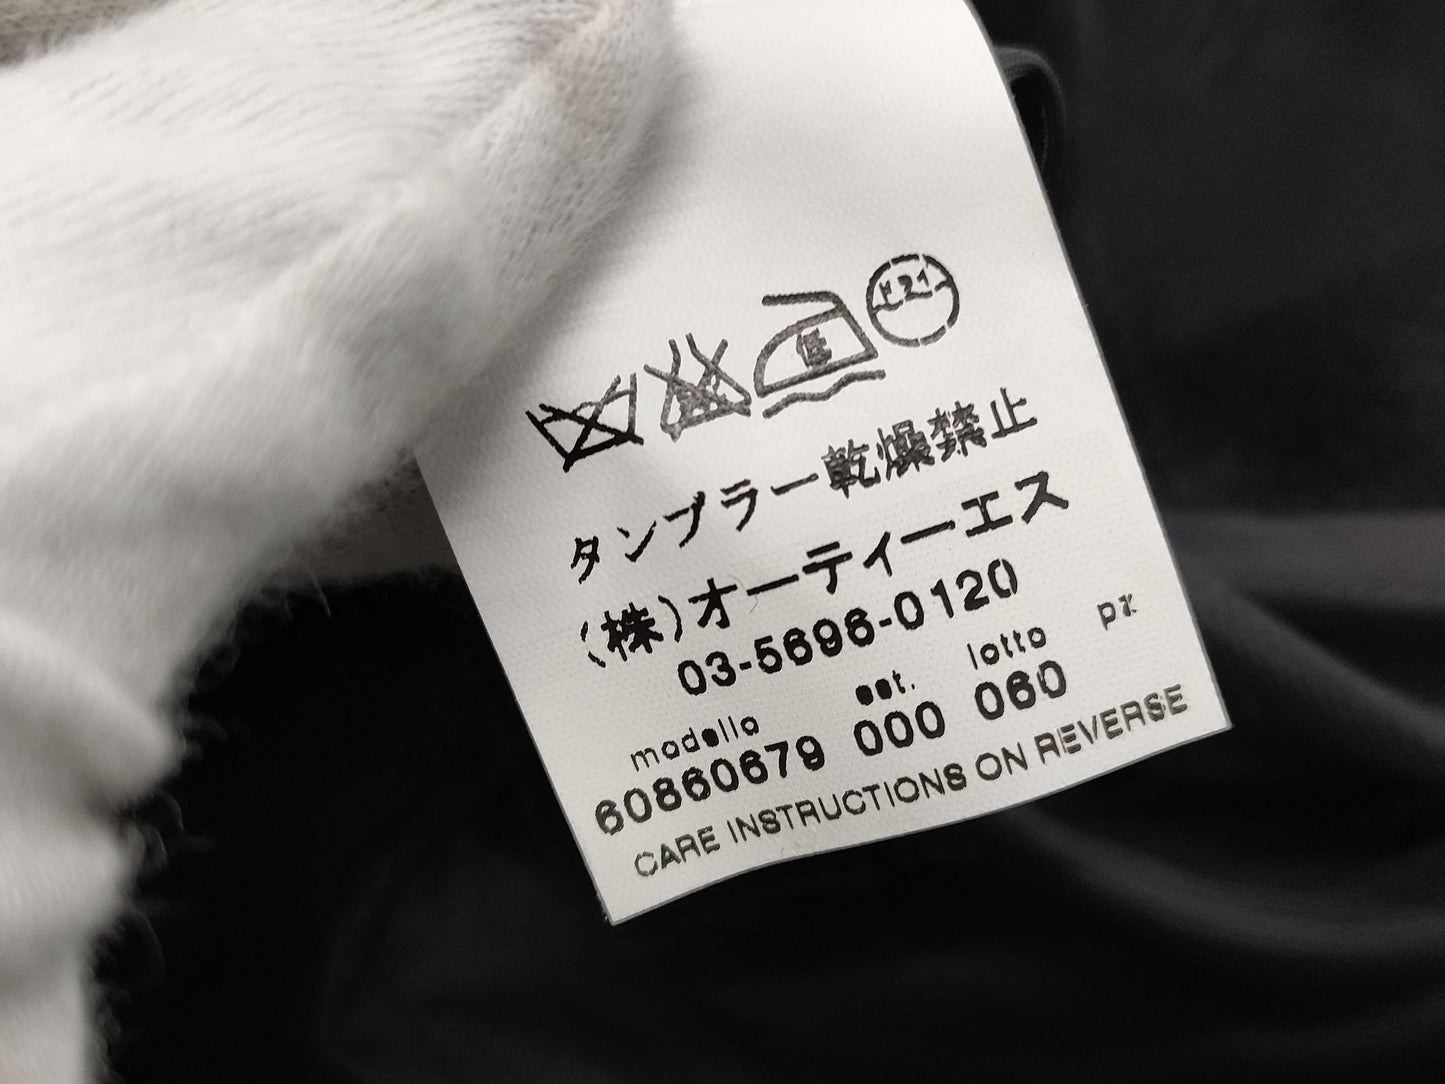 低
タンブラー乾燥禁止
(株)オーティーエス
03-5696-0120
modello est. lotto pz
60860679 000 060
CARE INSTRUCTIONS ON REVERSE